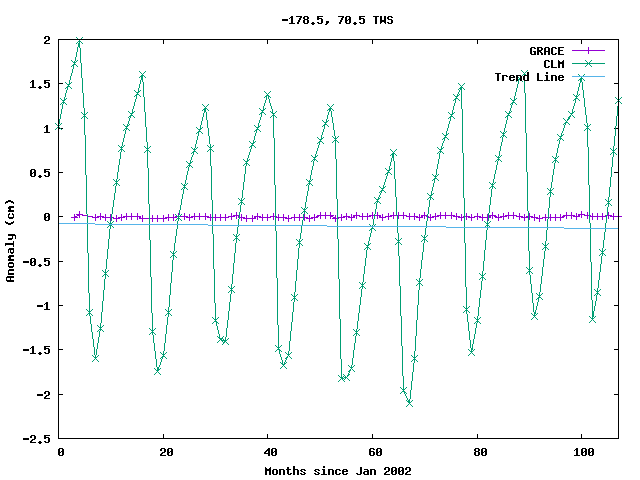 -178.5, 70.5 TWS
GRACE
CLM
Trend Line
2
1.5
1
0.5
0
-0.5
-1
-1.5
-2
-2.5
Anomaly (cm)
0 20 40 60 80 100
Months since Jan 2002